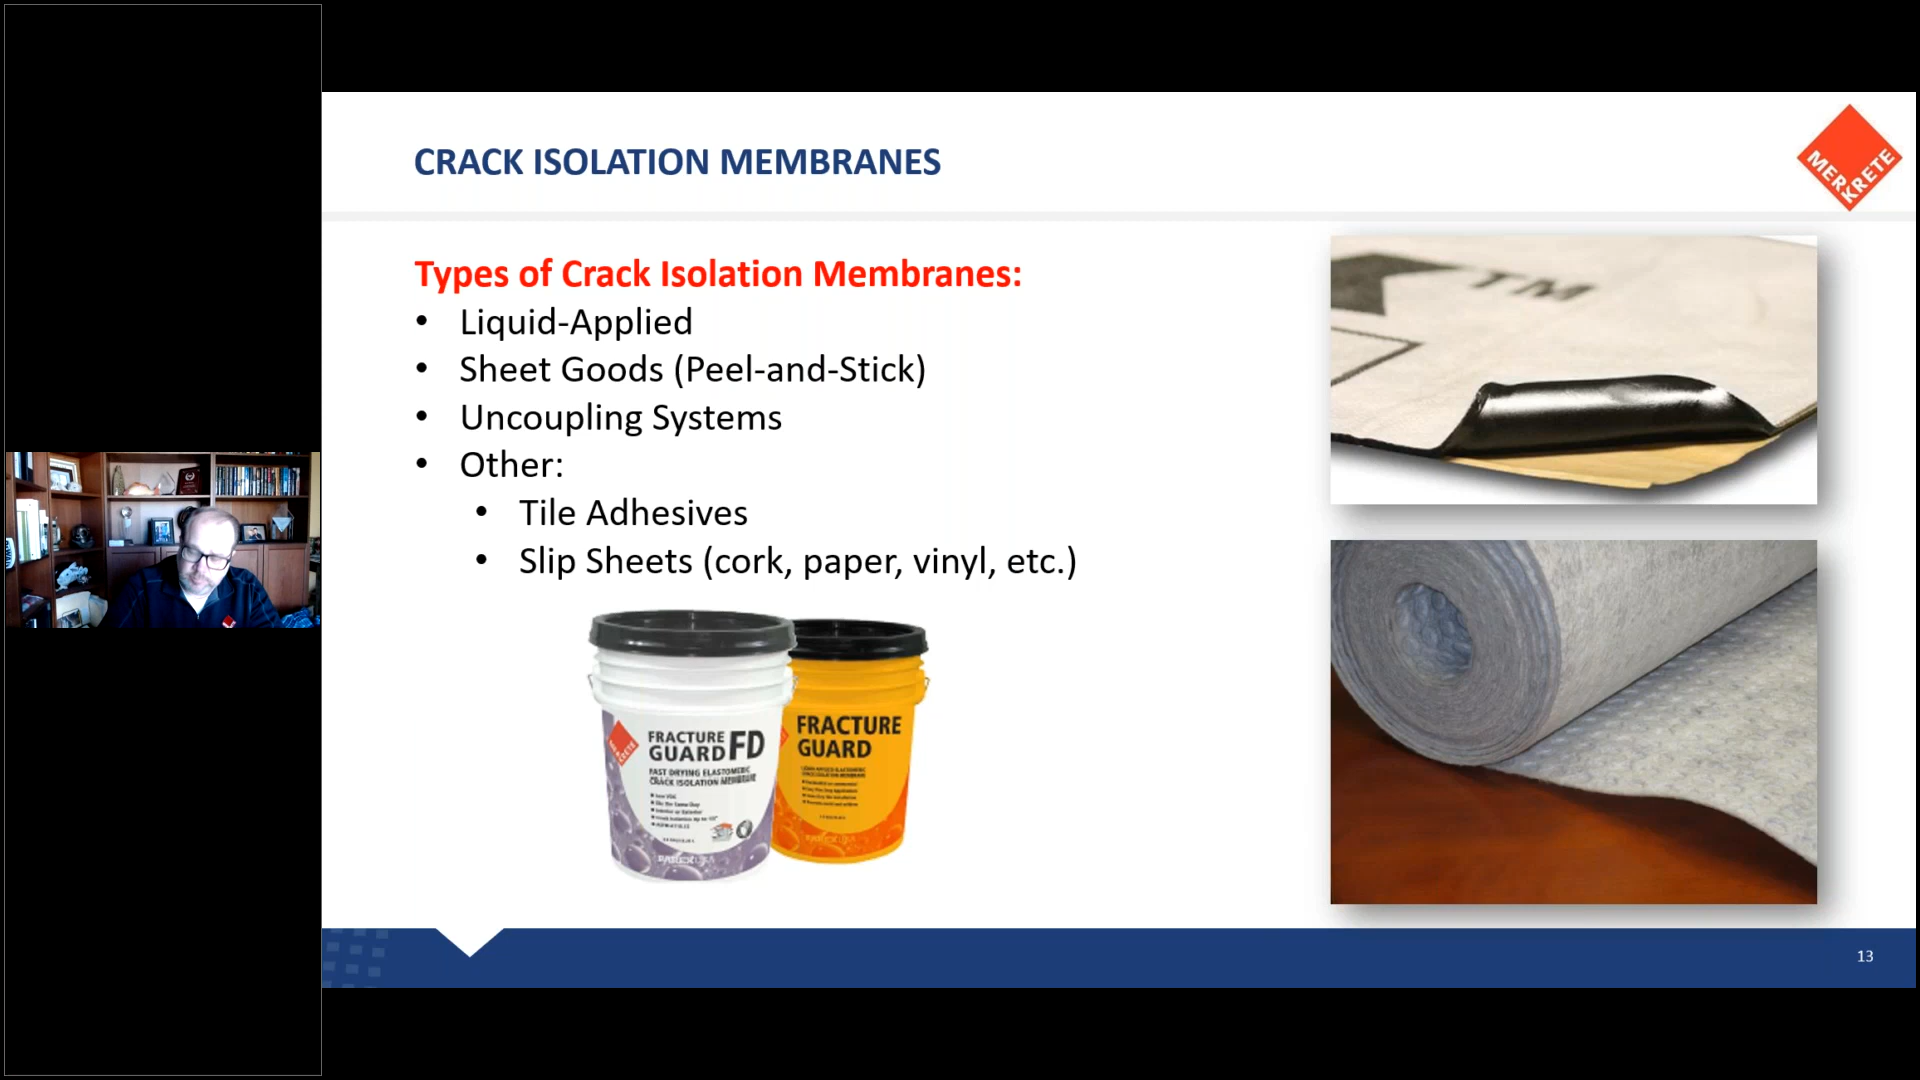 CRACK ISOLATION MEMBRANES
MERKRETE
Types of Crack Isolation Membranes:
• Liquid-Applied
• Sheet Goods (Peel-and-Stick)
• Uncoupling Systems
• Other:
• Tile Adhesives
• Slip Sheets (cork, paper, vinyl, etc.)
TM
FRACTURE
GUARD FD
FAST DRYING ELASTOMERIC
CRACK ISOLATION MEMBRANE
FRACTURE
GUARD
13